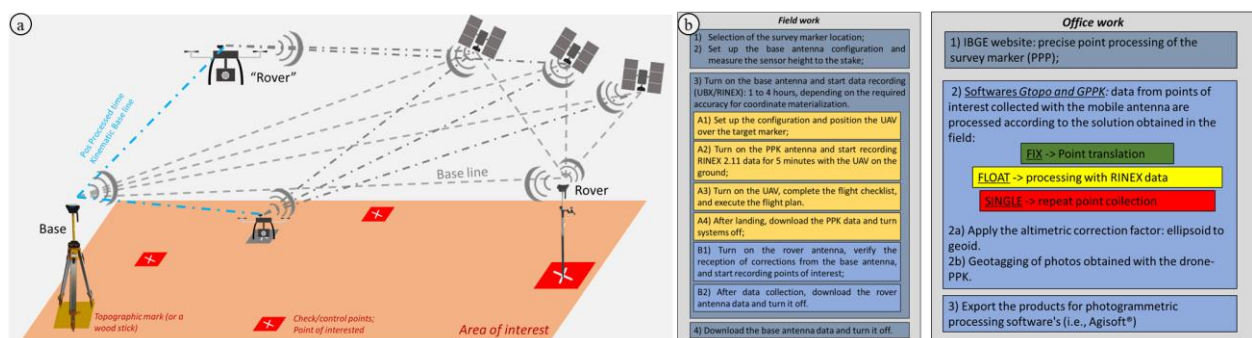 a
"Rover"
Pos Processed time
Kinematic Base line
Base line
Rover
Base
Topographic mark (or a
wood stick)
Check/control points;
Point of interested
Area of interest
b
Field work
1) Selection of the survey marker location;
2) Set up the base antenna configuration and
measure the sensor height to the stake;
3) Turn on the base antenna and start data recording
(UBX/RINEX): 1 to 4 hours, depending on the required
accuracy for coordinate materialization.
A1) Set up the configuration and position the UAV
over the target marker;
A2) Turn on the PPK antenna and start recording
RINEX 2.11 data for 5 minutes with the UAV on the
ground;
A3) Turn on the UAV, complete the flight checklist,
and execute the flight plan.
A4) After landing, download the PPK data and turn
systems off;
B1) Turn on the rover antenna, verify the
reception of corrections from the base antenna,
and start recording points of interest;
B2) After data collection, download the rover
antenna data and turn it off.
4) Download the base antenna data and turn it off.
Office work
1) IBGE website: precise point processing of the
survey marker (PPP);
2) Softwares Gtopo and GPPK: data from points of
interest collected with the mobile antenna are
processed according to the solution obtained in the
field:
FIX -> Point translation
FLOAT -> processing with RINEX data
SINGLE -> repeat point collection
2a) Apply the altimetric correction factor: ellipsoid to
geoid.
2b) Geotagging of photos obtained with the drone-
PPK.
3) Export the products for photogrammetric
processing software's (i.e., Agisoft®)